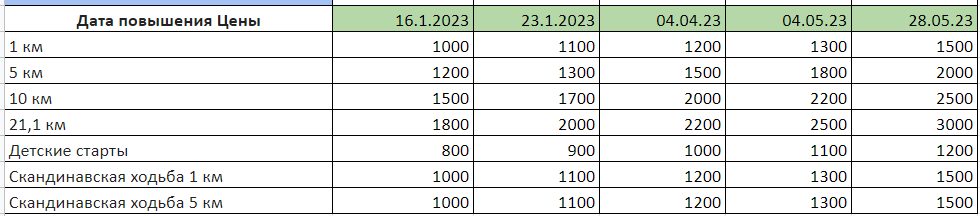 Дата повышения Цены 16.1.2023 23.1.2023 04.04.23 04.05.23 28.05.23
1 км 1000 1100 1200 1300 1500
5 км 1200 1300 1500 1800 2000
10 км 1500 1700 2000 2200 2500
21,1 км 1800 2000 2200 2500 3000
Детские старты 800 900 1000 1100 1200
Скандинавская ходьба 1 км 1000 1100 1200 1300 1500
Скандинавская ходьба 5 км 1000 1100 1200 1300 1500